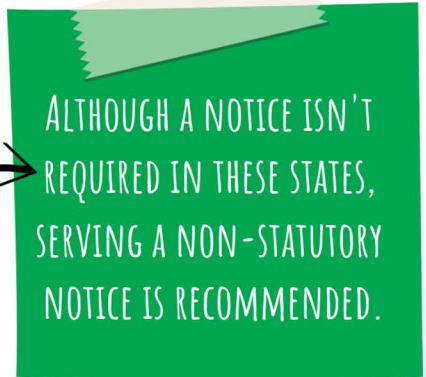 ALTHOUGH A NOTICE ISN'T
REQUIRED IN THESE STATES,
SERVING A NON-STATUTORY
NOTICE IS RECOMMENDED.